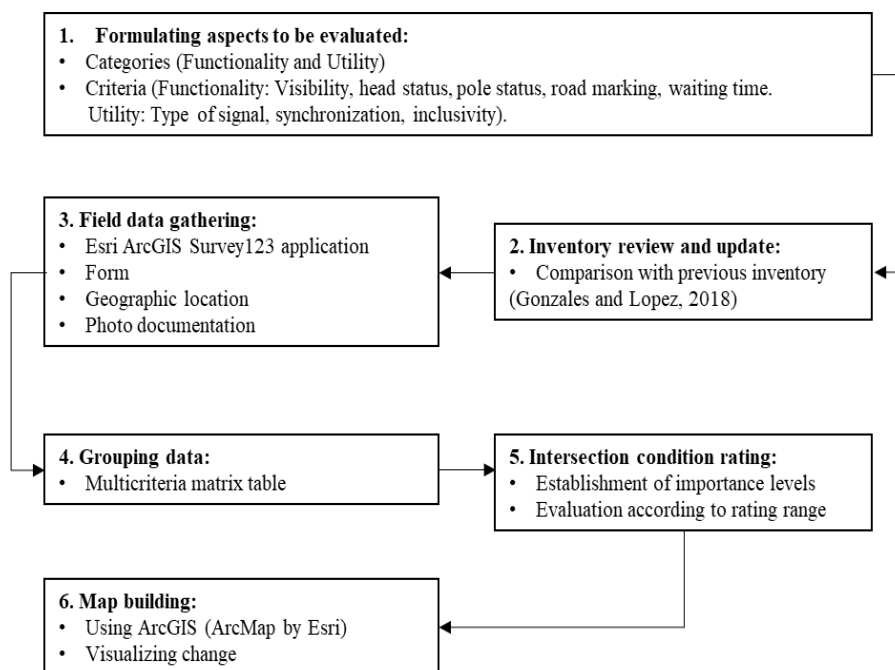 1. Formulating aspects to be evaluated:
• Categories (Functionality and Utility)
• Criteria (Functionality: Visibility, head status, pole status, road marking, waiting time.
Utility: Type of signal, synchronization, inclusivity).
2. Inventory review and update:
• Comparison with previous inventory
(Gonzales and Lopez, 2018)
3. Field data gathering:
• Esri ArcGIS Survey123 application
• Form
• Geographic location
• Photo documentation
4. Grouping data:
• Multicriteria matrix table
5. Intersection condition rating:
• Establishment of importance levels
• Evaluation according to rating range
6. Map building:
• Using ArcGIS (ArcMap by Esri)
• Visualizing change